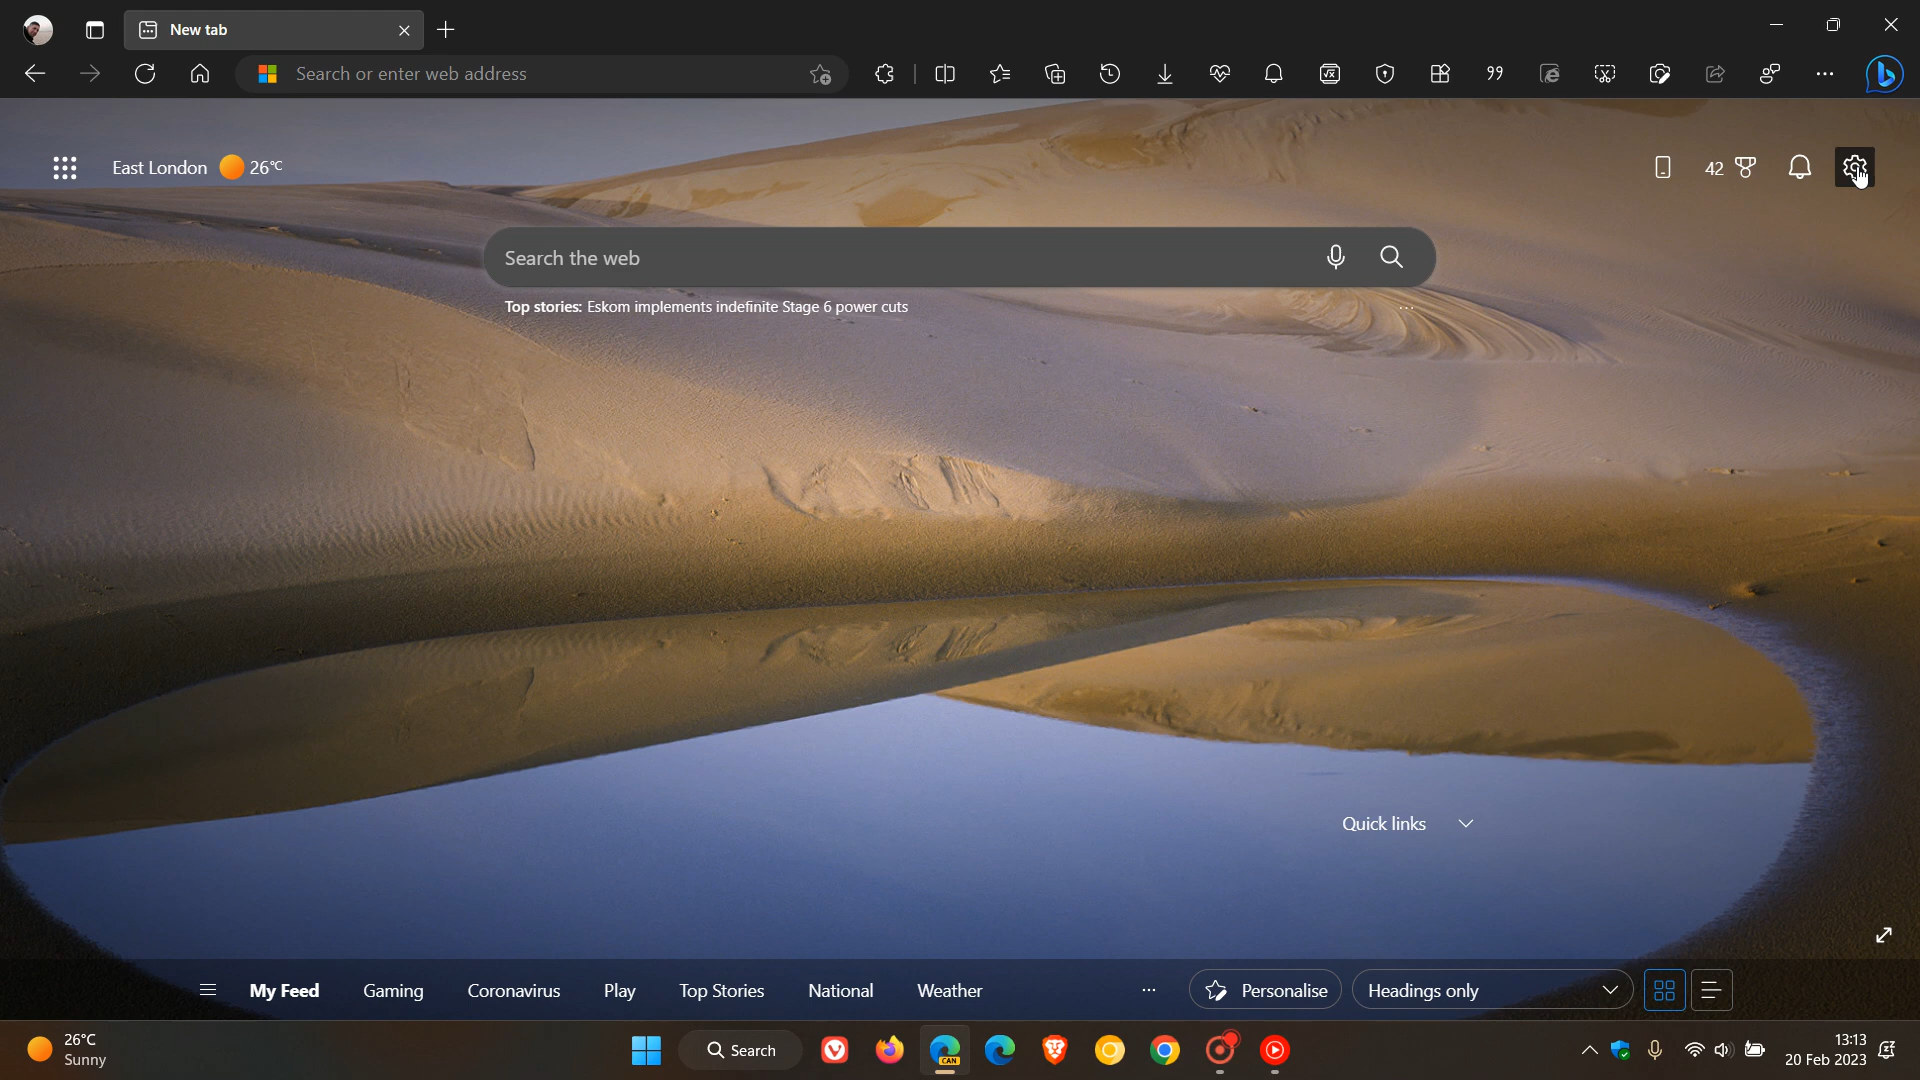 New tab
Search or enter web address
East London 26°C
42
Search the web
Top stories: Eskom implements indefinite Stage 6 power cuts
Quick links
My Feed Gaming Coronavirus Play Top Stories National Weather
Personalise
Headings only
26°C
Sunny
Search
CAN
13:13
20 Feb 2023